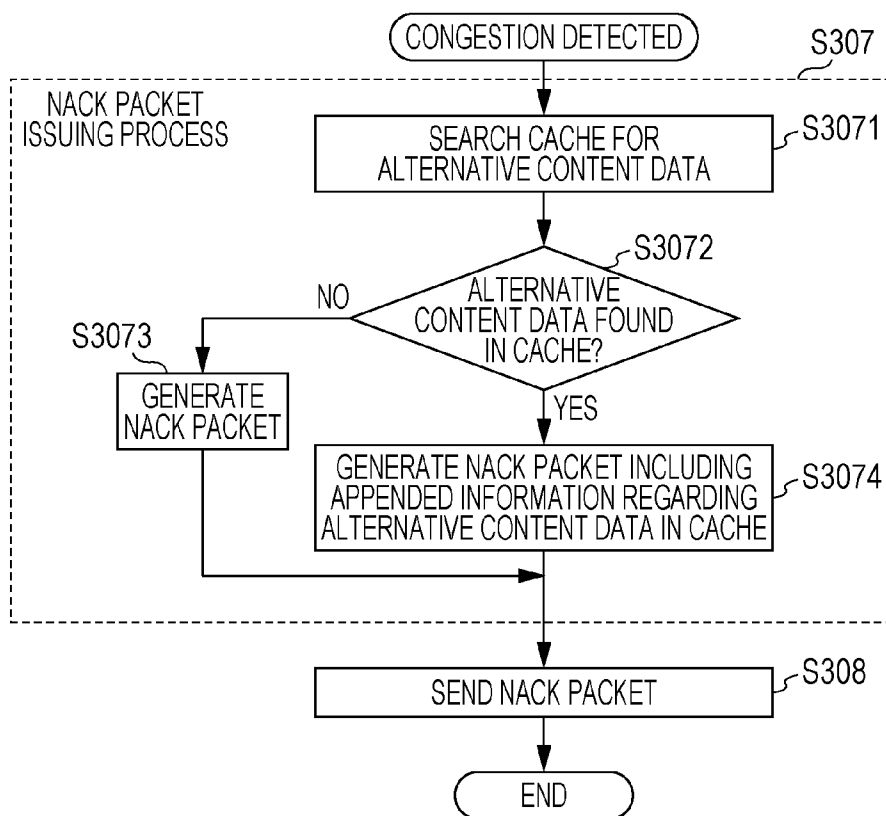 CONGESTION DETECTED
S307
NACK PACKET
ISSUING PROCESS
SEARCH CACHE FOR
ALTERNATIVE CONTENT DATA
S3071
S3072
ALTERNATIVE
CONTENT DATA FOUND
IN CACHE?
NO
S3073
GENERATE
NACK PACKET
YES
GENERATE NACK PACKET INCLUDING
APPENDED INFORMATION REGARDING
ALTERNATIVE CONTENT DATA IN CACHE
S3074
SEND NACK PACKET
S308
END